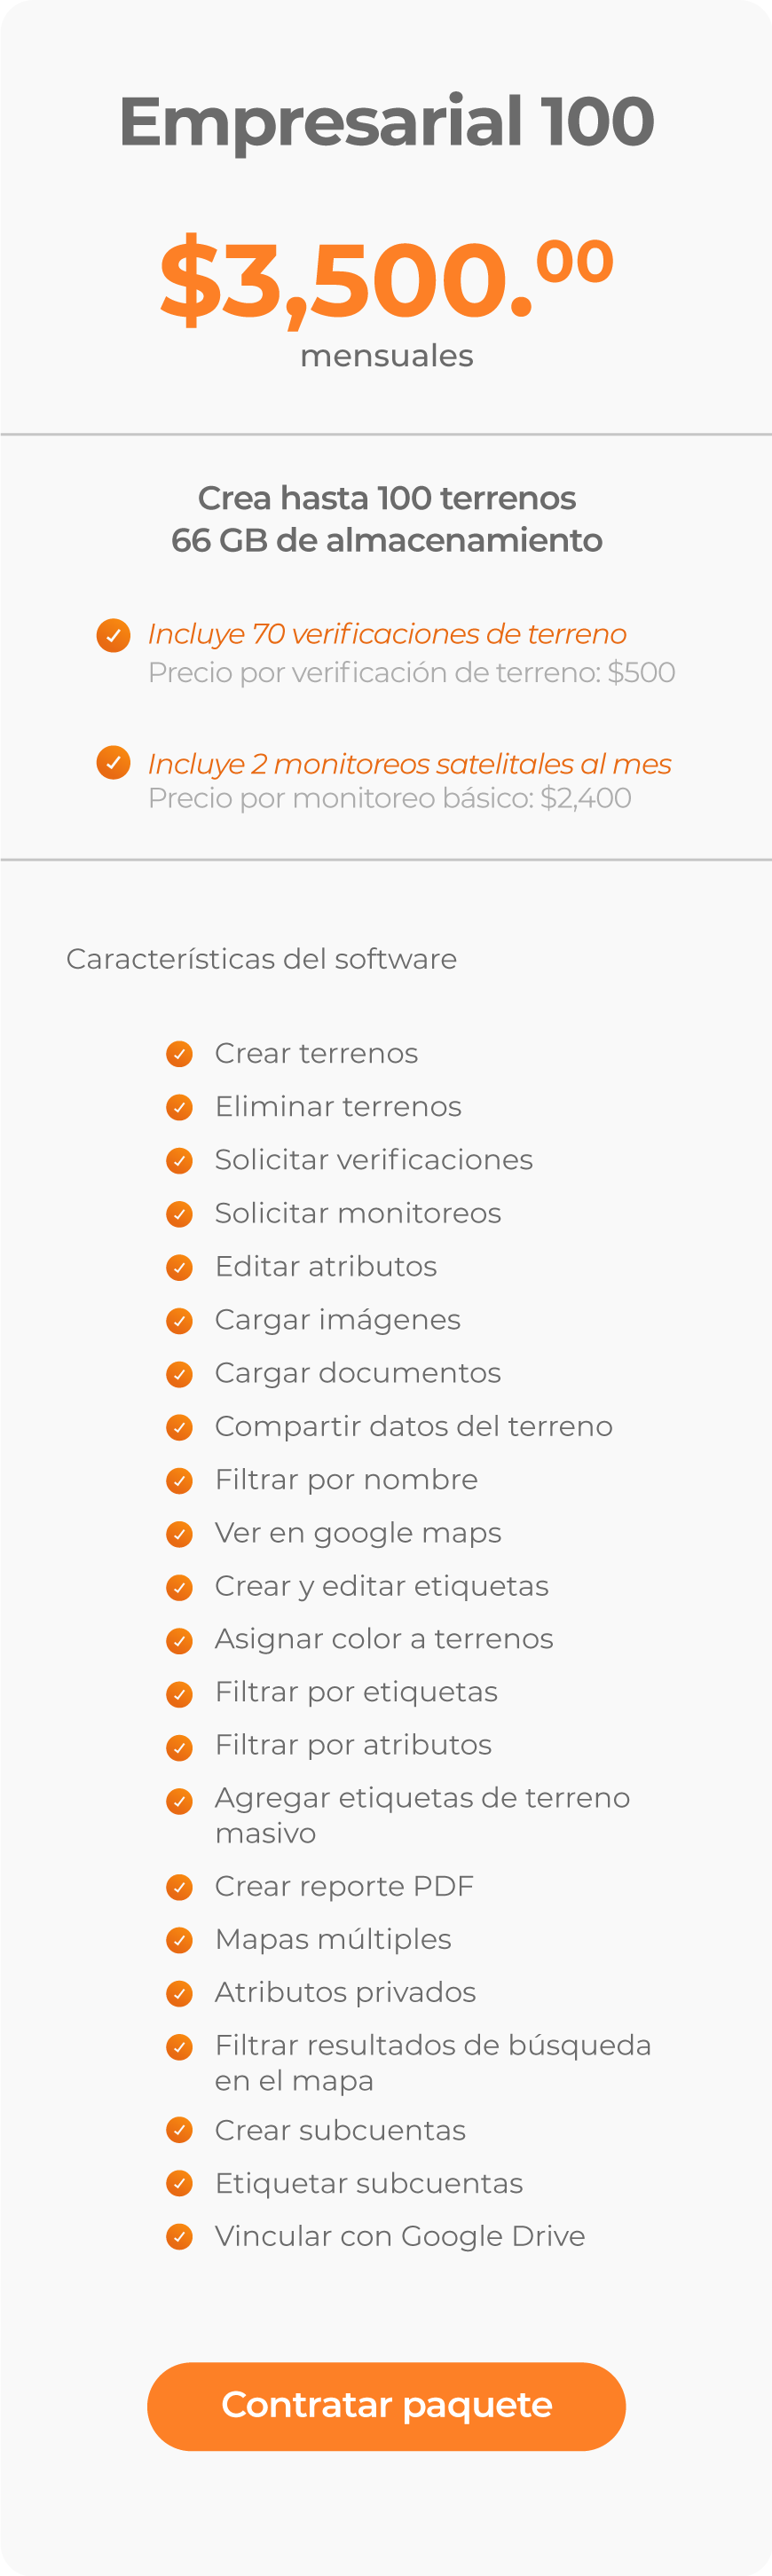 Empresarial 100
$3,500.00
mensuales
Crea hasta 100 terrenos
66 GB de almacenamiento
Incluye 70 verificaciones de terreno
Precio por verificación de terreno: $500
Incluye 2 monitoreos satelitales al mes
Precio por monitoreo básico: $2,400
Características del software
Crear terrenos
Eliminar terrenos
Solicitar verificaciones
Solicitar monitoreos
Editar atributos
Cargar imágenes
Cargar documentos
Compartir datos del terreno
Filtrar por nombre
Ver en google maps
Crear y editar etiquetas
Asignar color a terrenos
Filtrar por etiquetas
Filtrar por atributos
Agregar etiquetas de terreno
masivo
Crear reporte PDF
Mapas múltiples
Atributos privados
Filtrar resultados de búsqueda
en el mapa
Crear subcuentas
Etiquetar subcuentas
Vincular con Google Drive
Contratar paquete